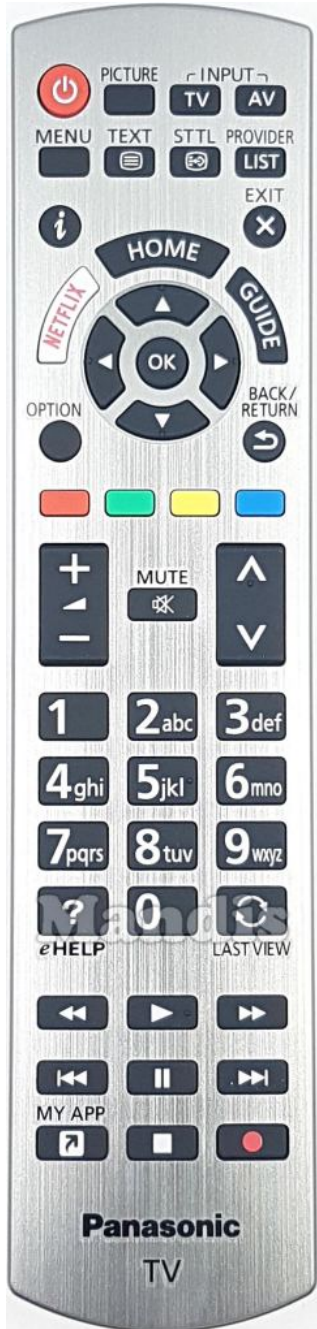 PICTURE INPUT
TV AV
MENU TEXT STTL PROVIDER
LIST
EXIT
i
HOME
NETFLIX
GUIDE
OK
OPTION
BACK/
RETURN
MUTE
1 2abc 3def
4ghi 5jkl 6mno
7pqrs 8tuv 9wxyz
? 0
Mandis
eHELP LAST VIEW
MY APP
Panasonic
TV